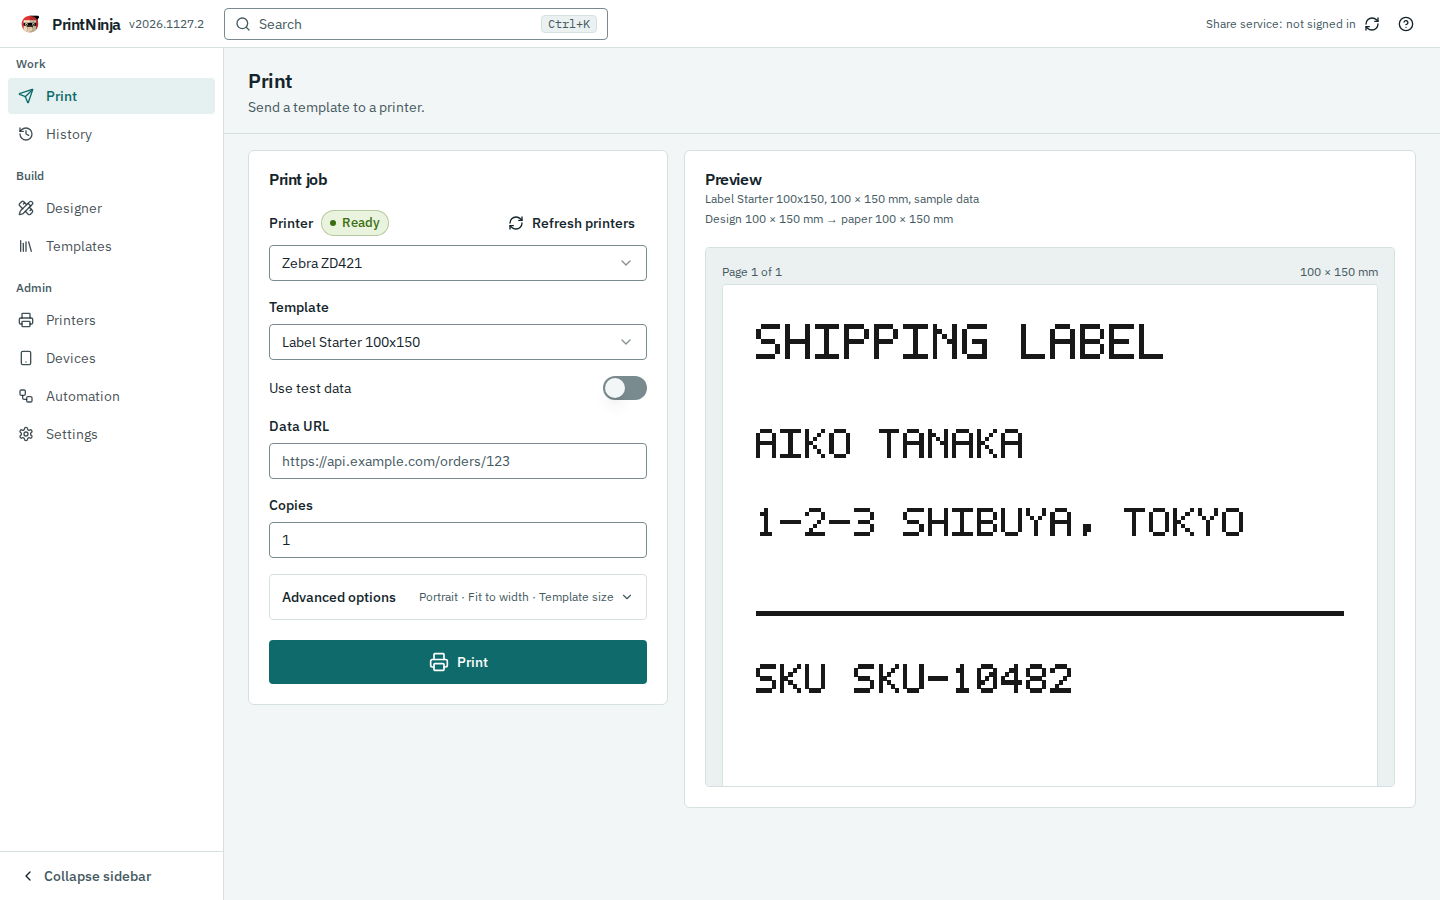 PrintNinja v2026.1127.2
Search Ctrl+K
Share service: not signed in
Work
Print
History
Build
Designer
Templates
Admin
Printers
Devices
Automation
Settings
Collapse sidebar
Print
Send a template to a printer.
Print job
Printer Ready Refresh printers
Zebra ZD421
Template
Label Starter 100x150
Use test data
Data URL
https://api.example.com/orders/123
Copies
1
Advanced options Portrait · Fit to width · Template size
Print
Preview
Label Starter 100x150, 100 × 150 mm, sample data
Design 100 × 150 mm → paper 100 × 150 mm
Page 1 of 1 100 × 150 mm
SHIPPING LABEL
AIKO TANAKA
1-2-3 SHIBUYA, TOKYO
SKU SKU-10482